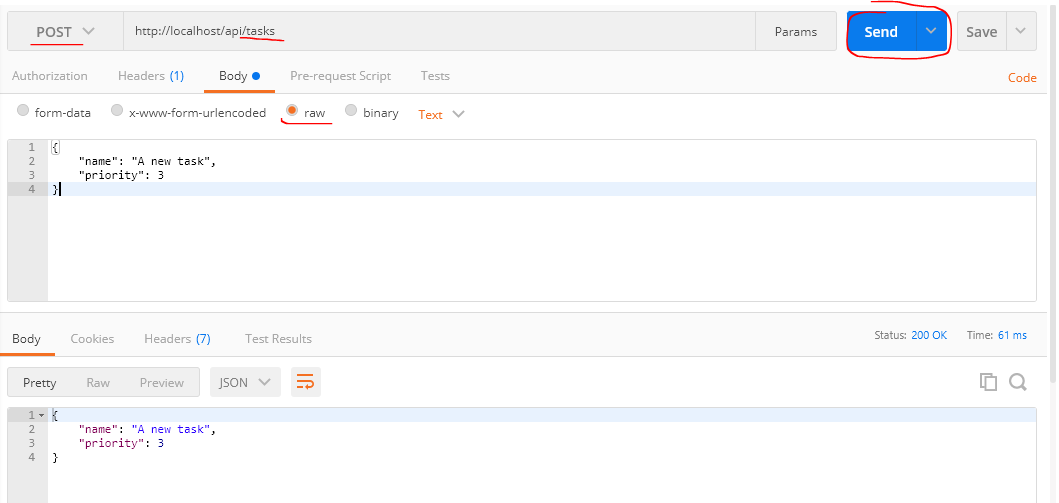 POST http://localhost/api/tasks Params Send Save
Authorization Headers (1) Body Pre-request Script Tests Code
form-data x-www-form-urlencoded raw binary Text
1 {
2 "name": "A new task",
3 "priority": 3
4 }
Body Cookies Headers (7) Test Results Status: 200 OK Time: 61 ms
Pretty Raw Preview JSON
1 {
2 "name": "A new task",
3 "priority": 3
4 }